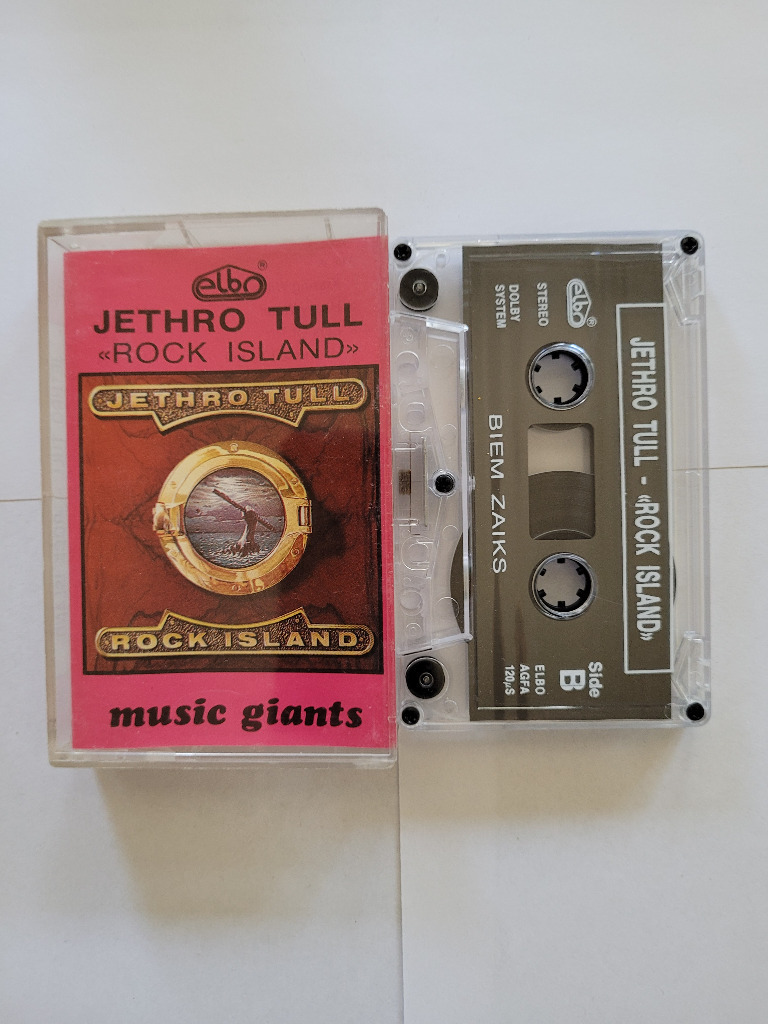 elbo®
JETHRO TULL
«ROCK ISLAND»
JETHRO TULL
ROCK ISLAND
music giants
JETHRO TULL - «ROCK ISLAND»
elbo®
STEREO
DOLBY
SYSTEM
BIEM ZAIKS
Side
B
ELBO
AGFA
120µS